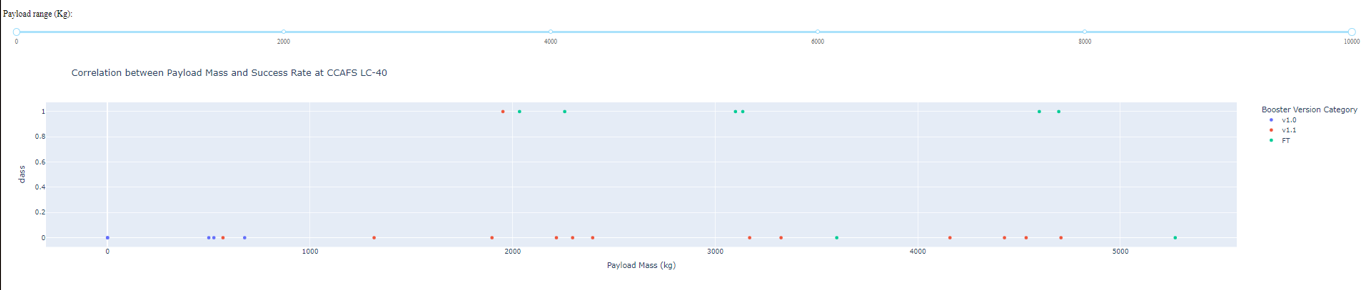 Payload range (Kg):
0 2000 4000 6000 8000 10000
Correlation between Payload Mass and Success Rate at CCAFS LC-40
Booster Version Category
v1.0
v1.1
FT
class
1
0.8
0.6
0.4
0.2
0
0 1000 2000 3000 4000 5000
Payload Mass (kg)